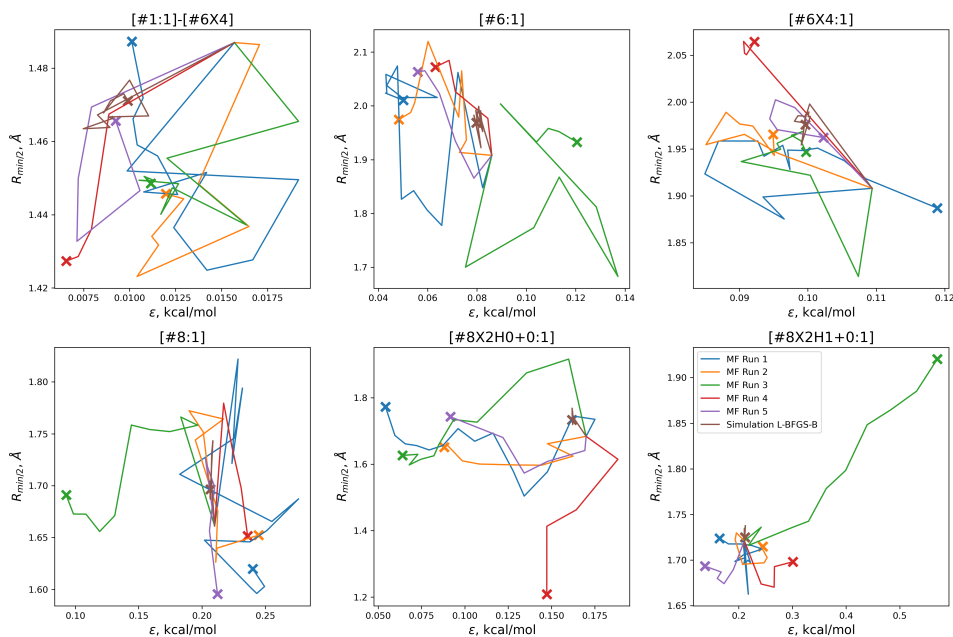 [#1:1]-[#6X4]
[#6:1]
[#6X4:1]
R_min/2, Å
1.48
1.46
1.44
1.42
0.0075 0.0100 0.0125 0.0150 0.0175
ε, kcal/mol
R_min/2, Å
2.1
2.0
1.9
1.8
1.7
0.04 0.06 0.08 0.10 0.12 0.14
ε, kcal/mol
R_min/2, Å
2.05
2.00
1.95
1.90
1.85
0.09 0.10 0.11 0.12
ε, kcal/mol
[#8:1]
[#8X2H0+0:1]
[#8X2H1+0:1]
R_min/2, Å
1.80
1.75
1.70
1.65
1.60
0.10 0.15 0.20 0.25
ε, kcal/mol
R_min/2, Å
1.8
1.6
1.4
1.2
0.050 0.075 0.100 0.125 0.150 0.175
ε, kcal/mol
R_min/2, Å
1.90
1.85
1.80
1.75
1.70
1.65
0.2 0.3 0.4 0.5
ε, kcal/mol
MF Run 1
MF Run 2
MF Run 3
MF Run 4
MF Run 5
Simulation L-BFGS-B